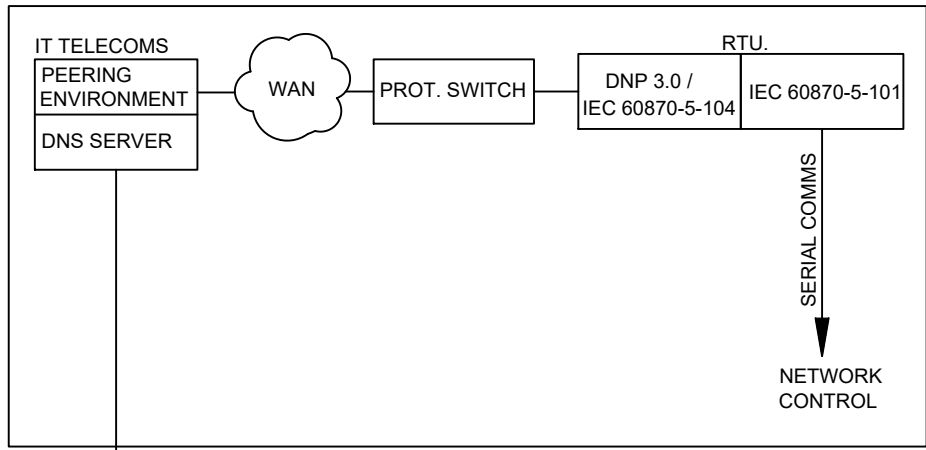 IT TELECOMS
PEERING
ENVIRONMENT
DNS SERVER
WAN
PROT. SWITCH
RTU.
DNP 3.0 /
IEC 60870-5-104
IEC 60870-5-101
SERIAL COMMS
NETWORK
CONTROL